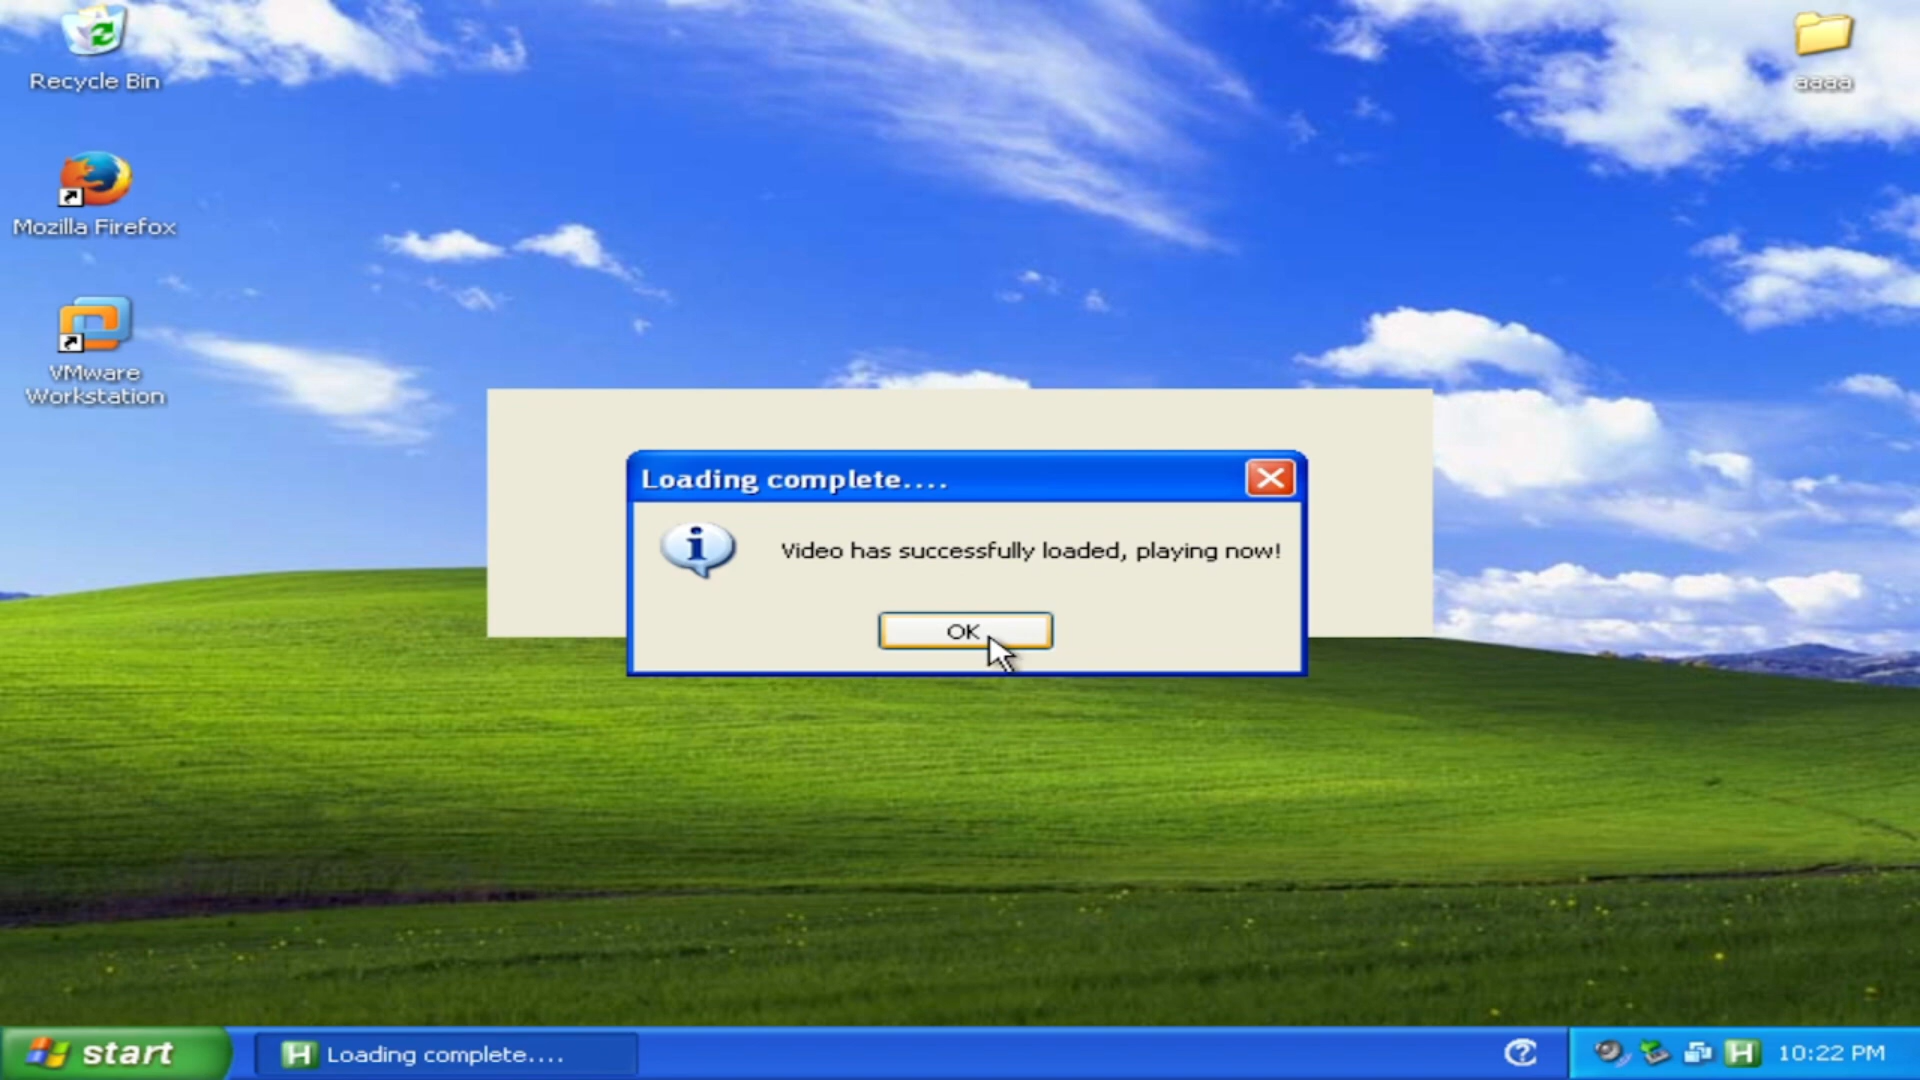 Recycle Bin
aaaa
Mozilla Firefox
VMware
Workstation
Loading complete....
Video has successfully loaded, playing now!
OK
start
H Loading complete....
H
10:22 PM